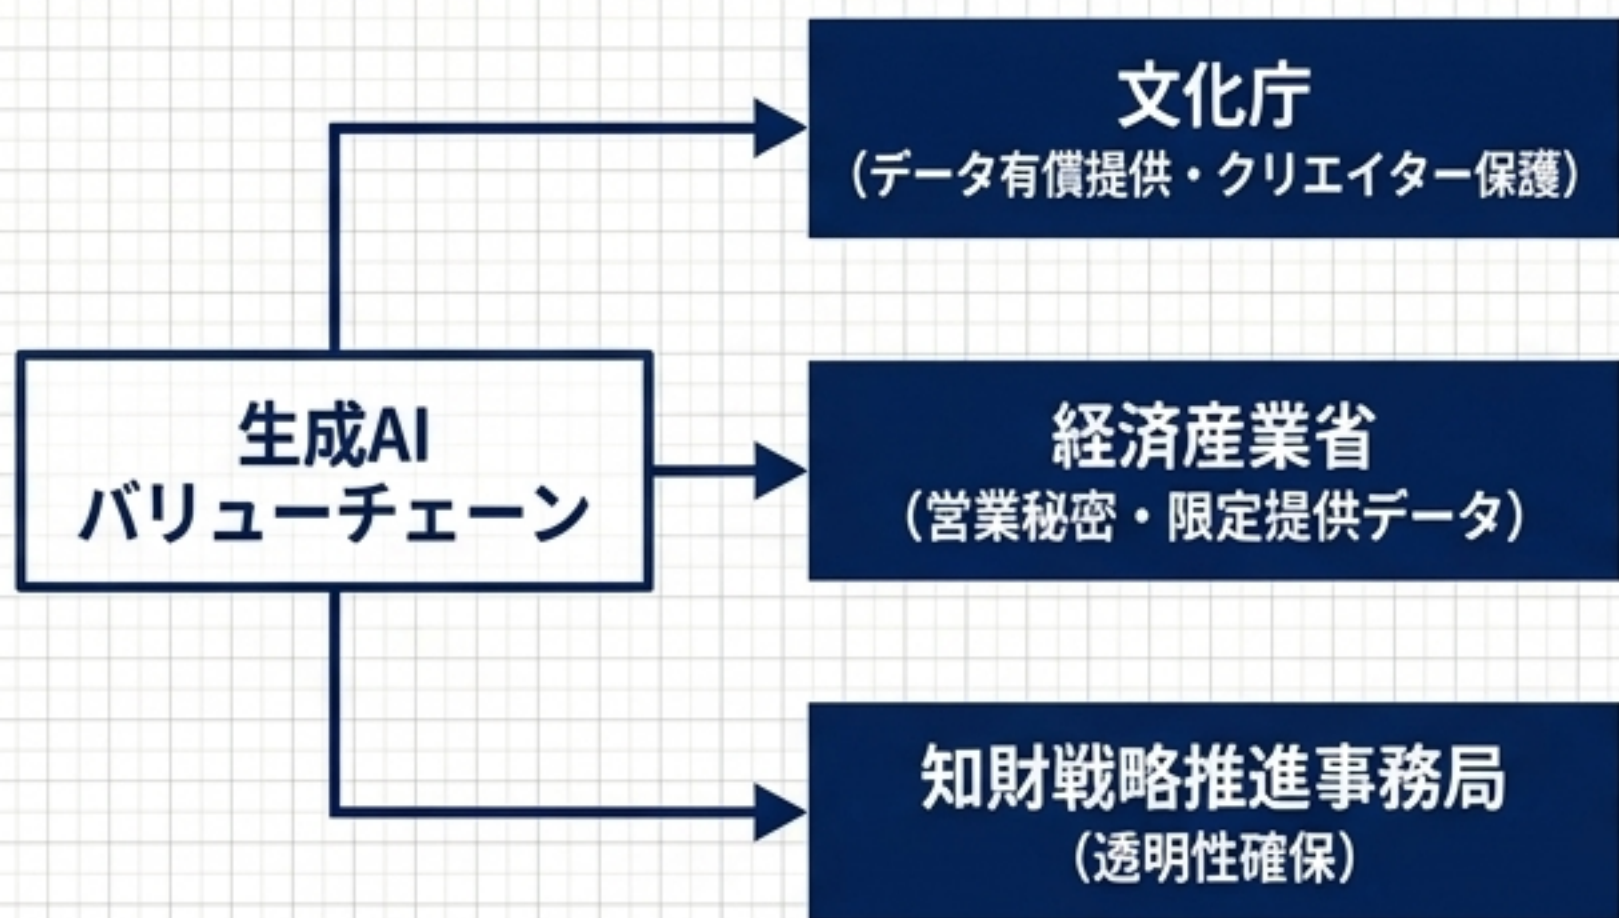 文化庁
（データ有償提供・クリエイター保護）
生成AI
バリューチェーン
経済産業省
（営業秘密・限定提供データ）
知財戦略推進事務局
（透明性確保）